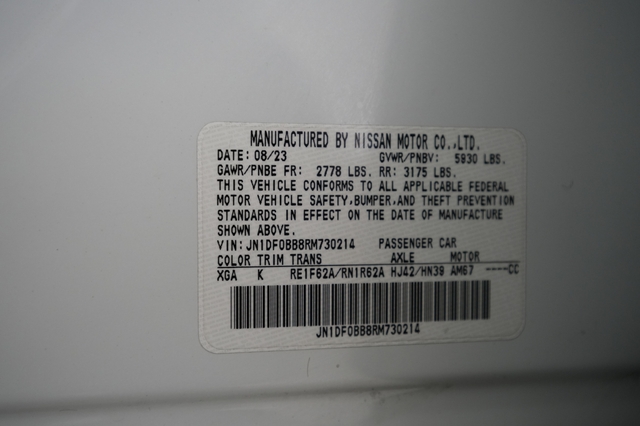 MANUFACTURED BY NISSAN MOTOR CO.,LTD.
DATE: 08/23 GVWR/PNBV: 5930 LBS.
GAWR/PNBE FR: 2778 LBS. RR: 3175 LBS.
THIS VEHICLE CONFORMS TO ALL APPLICABLE FEDERAL
MOTOR VEHICLE SAFETY,BUMPER,AND THEFT PREVENTION
STANDARDS IN EFFECT ON THE DATE OF MANUFACTURE
SHOWN ABOVE.
VIN: JN1DF0BB8RM730214 PASSENGER CAR
COLOR TRIM TRANS AXLE MOTOR
XGA K RE1F62A/RN1R62A HJ42/HN39 AM67 ----CC
JN1DF0BB8RM730214